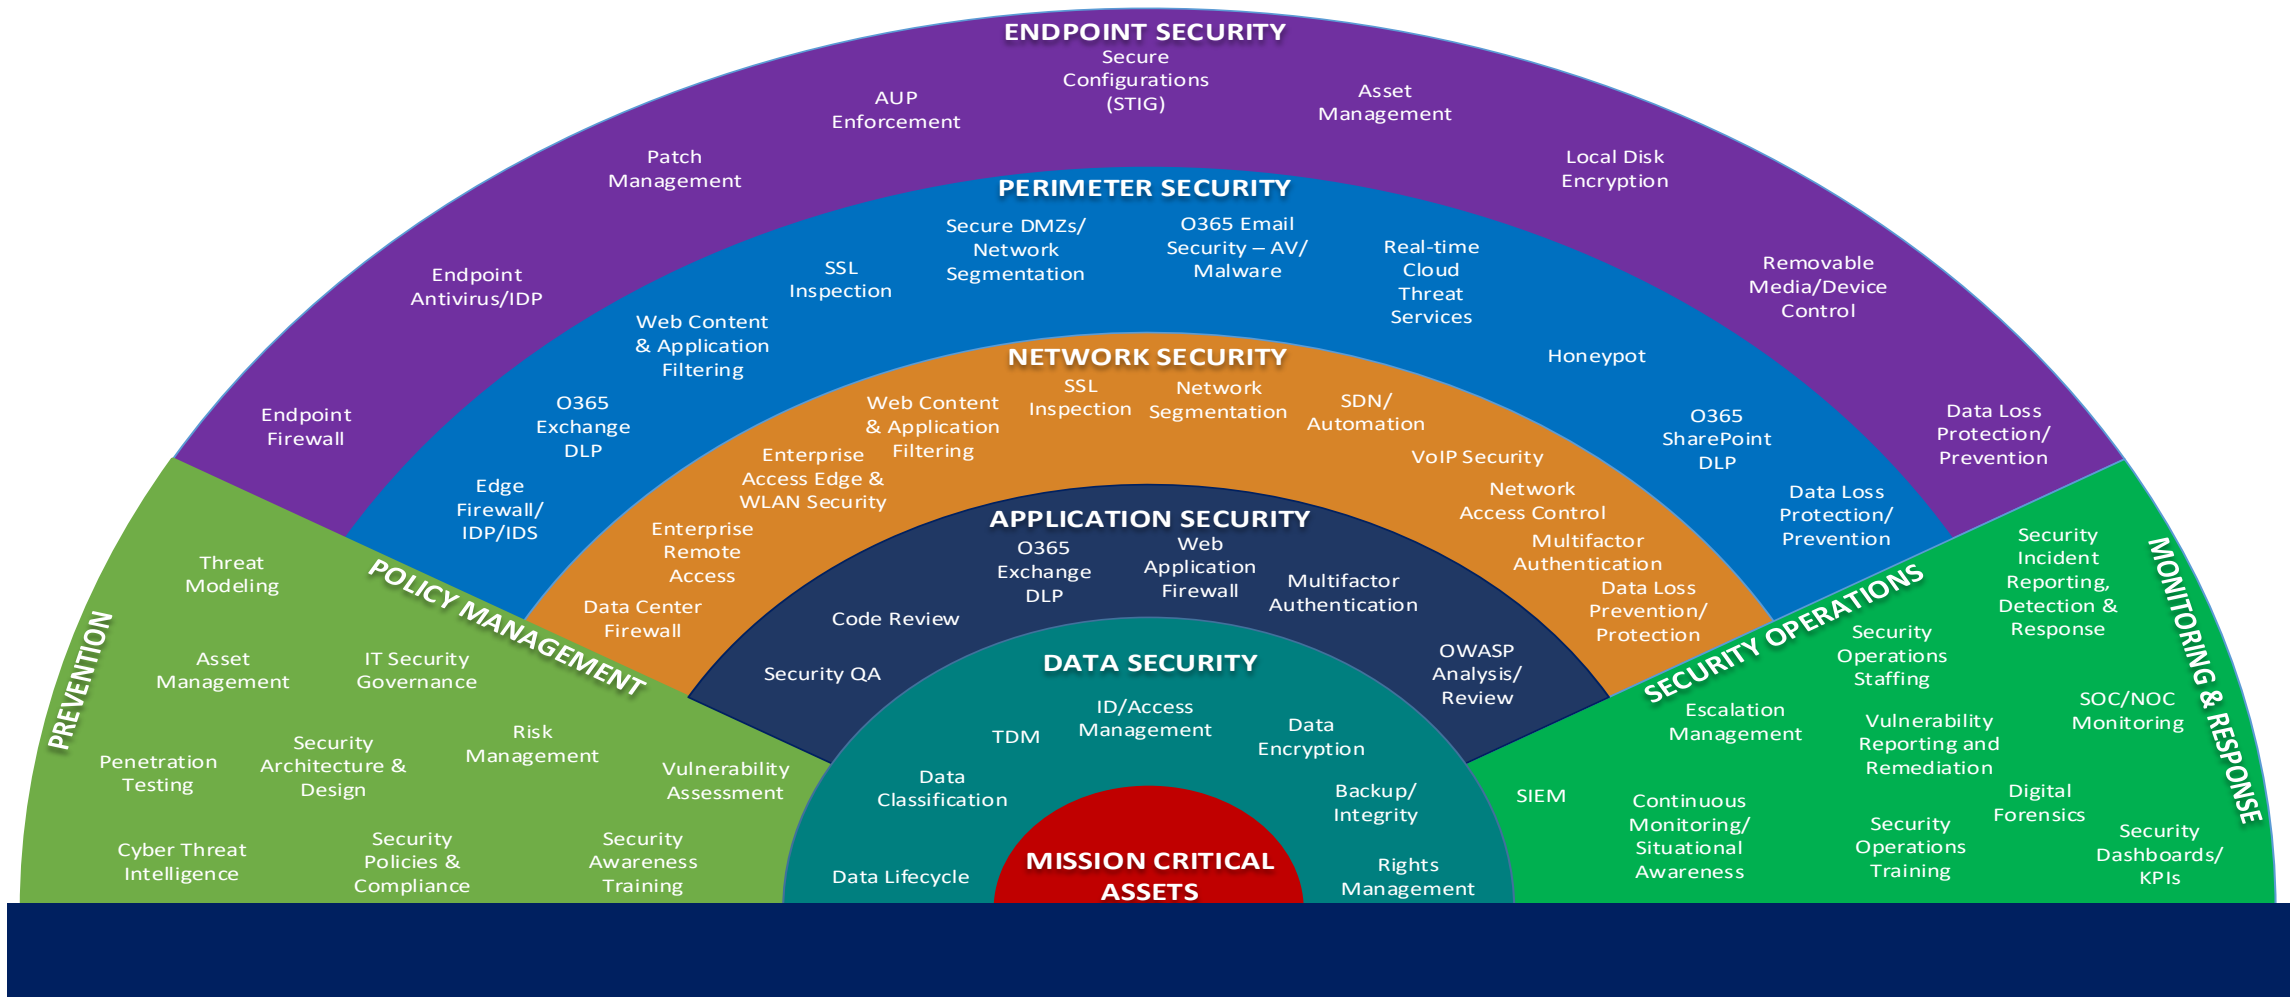 ENDPOINT SECURITY
Secure
Configurations
(STIG)
AUP
Enforcement
Asset
Management
Patch
Management
Local Disk
Encryption
Endpoint
Antivirus/IDP
Removable
Media/Device
Control
Endpoint
Firewall
Data Loss
Protection/
Prevention
PERIMETER SECURITY
Secure DMZs/
Network
Segmentation
O365 Email
Security – AV/
Malware
SSL
Inspection
Real-time
Cloud
Threat
Services
Web Content
& Application
Filtering
Honeypot
O365
Exchange
DLP
O365
SharePoint
DLP
Edge
Firewall/
IDP/IDS
Data Loss
Protection/
Prevention
NETWORK SECURITY
SSL
Inspection
Network
Segmentation
Web Content
& Application
Filtering
SDN/
Automation
Enterprise
Access Edge &
WLAN Security
VoIP Security
Network
Access Control
Enterprise
Remote
Access
Multifactor
Authentication
Data Center
Firewall
Data Loss
Prevention/
Protection
APPLICATION SECURITY
O365
Exchange
DLP
Web
Application
Firewall
Multifactor
Authentication
Code Review
Security QA
OWASP
Analysis/
Review
DATA SECURITY
ID/Access
Management
TDM
Data
Encryption
Data
Classification
Backup/
Integrity
Data Lifecycle
Rights
Management
MISSION CRITICAL
ASSETS
PREVENTION
POLICY MANAGEMENT
Threat
Modeling
Asset
Management
IT Security
Governance
Risk
Management
Penetration
Testing
Security
Architecture &
Design
Vulnerability
Assessment
Cyber Threat
Intelligence
Security
Policies &
Compliance
Security
Awareness
Training
SECURITY OPERATIONS
MONITORING & RESPONSE
Security
Incident
Reporting,
Detection &
Response
Security
Operations
Staffing
Escalation
Management
Vulnerability
Reporting and
Remediation
SOC/NOC
Monitoring
SIEM
Continuous
Monitoring/
Situational
Awareness
Digital
Forensics
Security
Operations
Training
Security
Dashboards/
KPIs